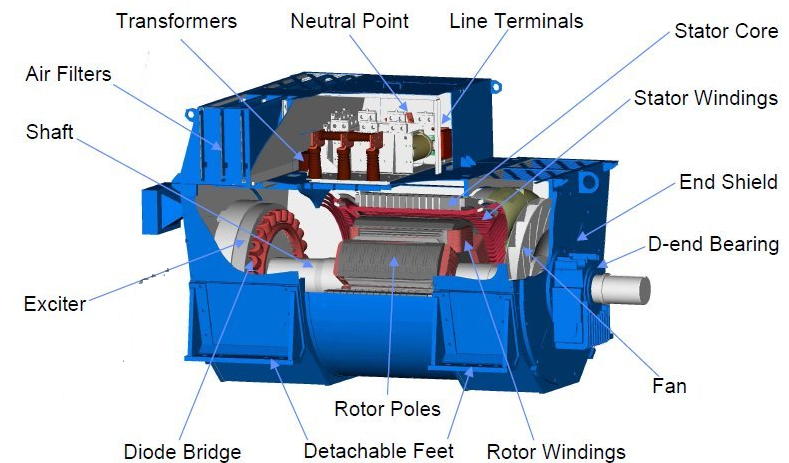 Transformers
Neutral Point
Line Terminals
Stator Core
Air Filters
Stator Windings
Shaft
End Shield
D-end Bearing
Exciter
Fan
Rotor Poles
Diode Bridge
Detachable Feet
Rotor Windings